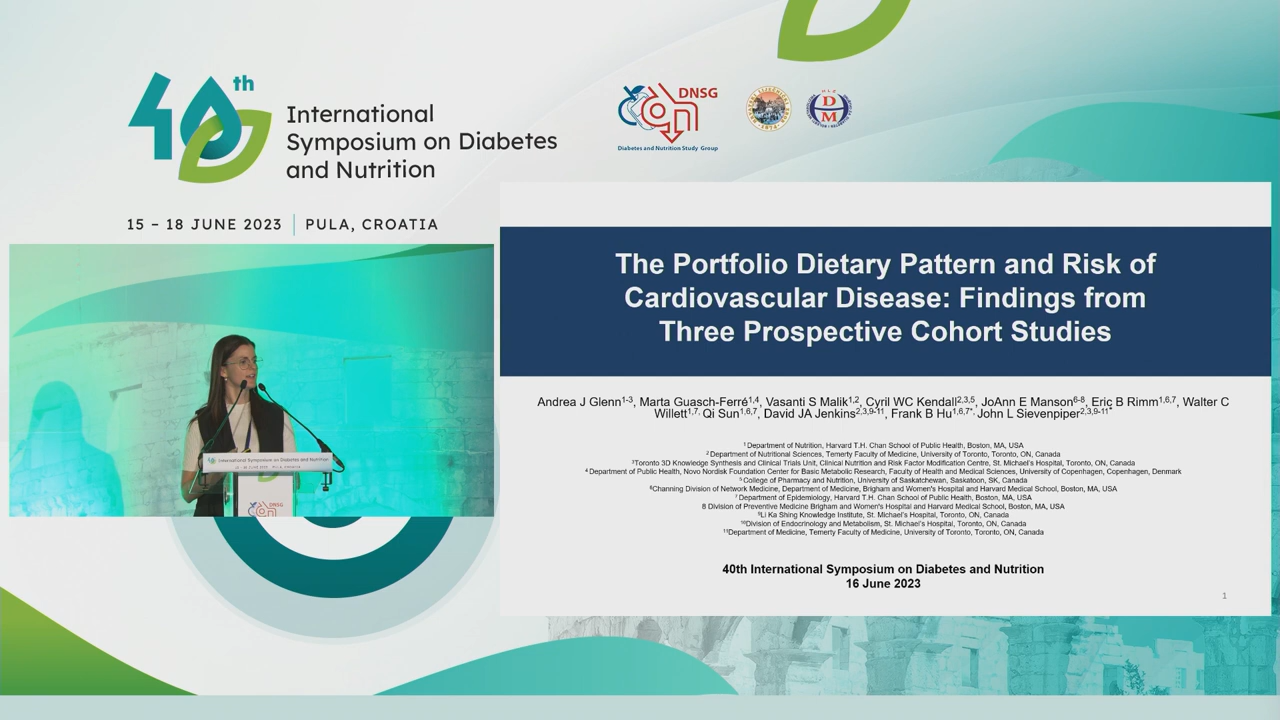 40th
International
Symposium on Diabetes
and Nutrition
15 – 18 JUNE 2023 | PULA, CROATIA
DNSG
Diabetes and Nutrition Study Group
D
M
The Portfolio Dietary Pattern and Risk of
Cardiovascular Disease: Findings from
Three Prospective Cohort Studies
Andrea J Glenn1-3, Marta Guasch-Ferré1,4, Vasanti S Malik1,2, Cyril WC Kendall2,3,5, JoAnn E Manson6-8, Eric B Rimm1,6,7, Walter C
Willett1,7, Qi Sun1,6,7, David JA Jenkins2,3,9-11, Frank B Hu1,6,7*, John L Sievenpiper2,3,9-11*
1 Department of Nutrition, Harvard T.H. Chan School of Public Health, Boston, MA, USA
2 Department of Nutritional Sciences, Temerty Faculty of Medicine, University of Toronto, Toronto, ON, Canada
3Toronto 3D Knowledge Synthesis and Clinical Trials Unit, Clinical Nutrition and Risk Factor Modification Centre, St. Michael's Hospital, Toronto, ON, Canada
4 Department of Public Health, Novo Nordisk Foundation Center for Basic Metabolic Research, Faculty of Health and Medical Sciences, University of Copenhagen, Copenhagen, Denmark
5 College of Pharmacy and Nutrition, University of Saskatchewan, Saskatoon, SK, Canada
6Channing Division of Network Medicine, Department of Medicine, Brigham and Women's Hospital and Harvard Medical School, Boston, MA, USA
7 Department of Epidemiology, Harvard T.H. Chan School of Public Health, Boston, MA, USA
8 Division of Preventive Medicine Brigham and Women's Hospital and Harvard Medical School, Boston, MA, USA
9Li Ka Shing Knowledge Institute, St. Michael's Hospital, Toronto, ON, Canada
10Division of Endocrinology and Metabolism, St. Michael's Hospital, Toronto, ON, Canada
11Department of Medicine, Temerty Faculty of Medicine, University of Toronto, Toronto, ON, Canada
40th International Symposium on Diabetes and Nutrition
16 June 2023
1
International Symposium on Diabetes and Nutrition
DNSG